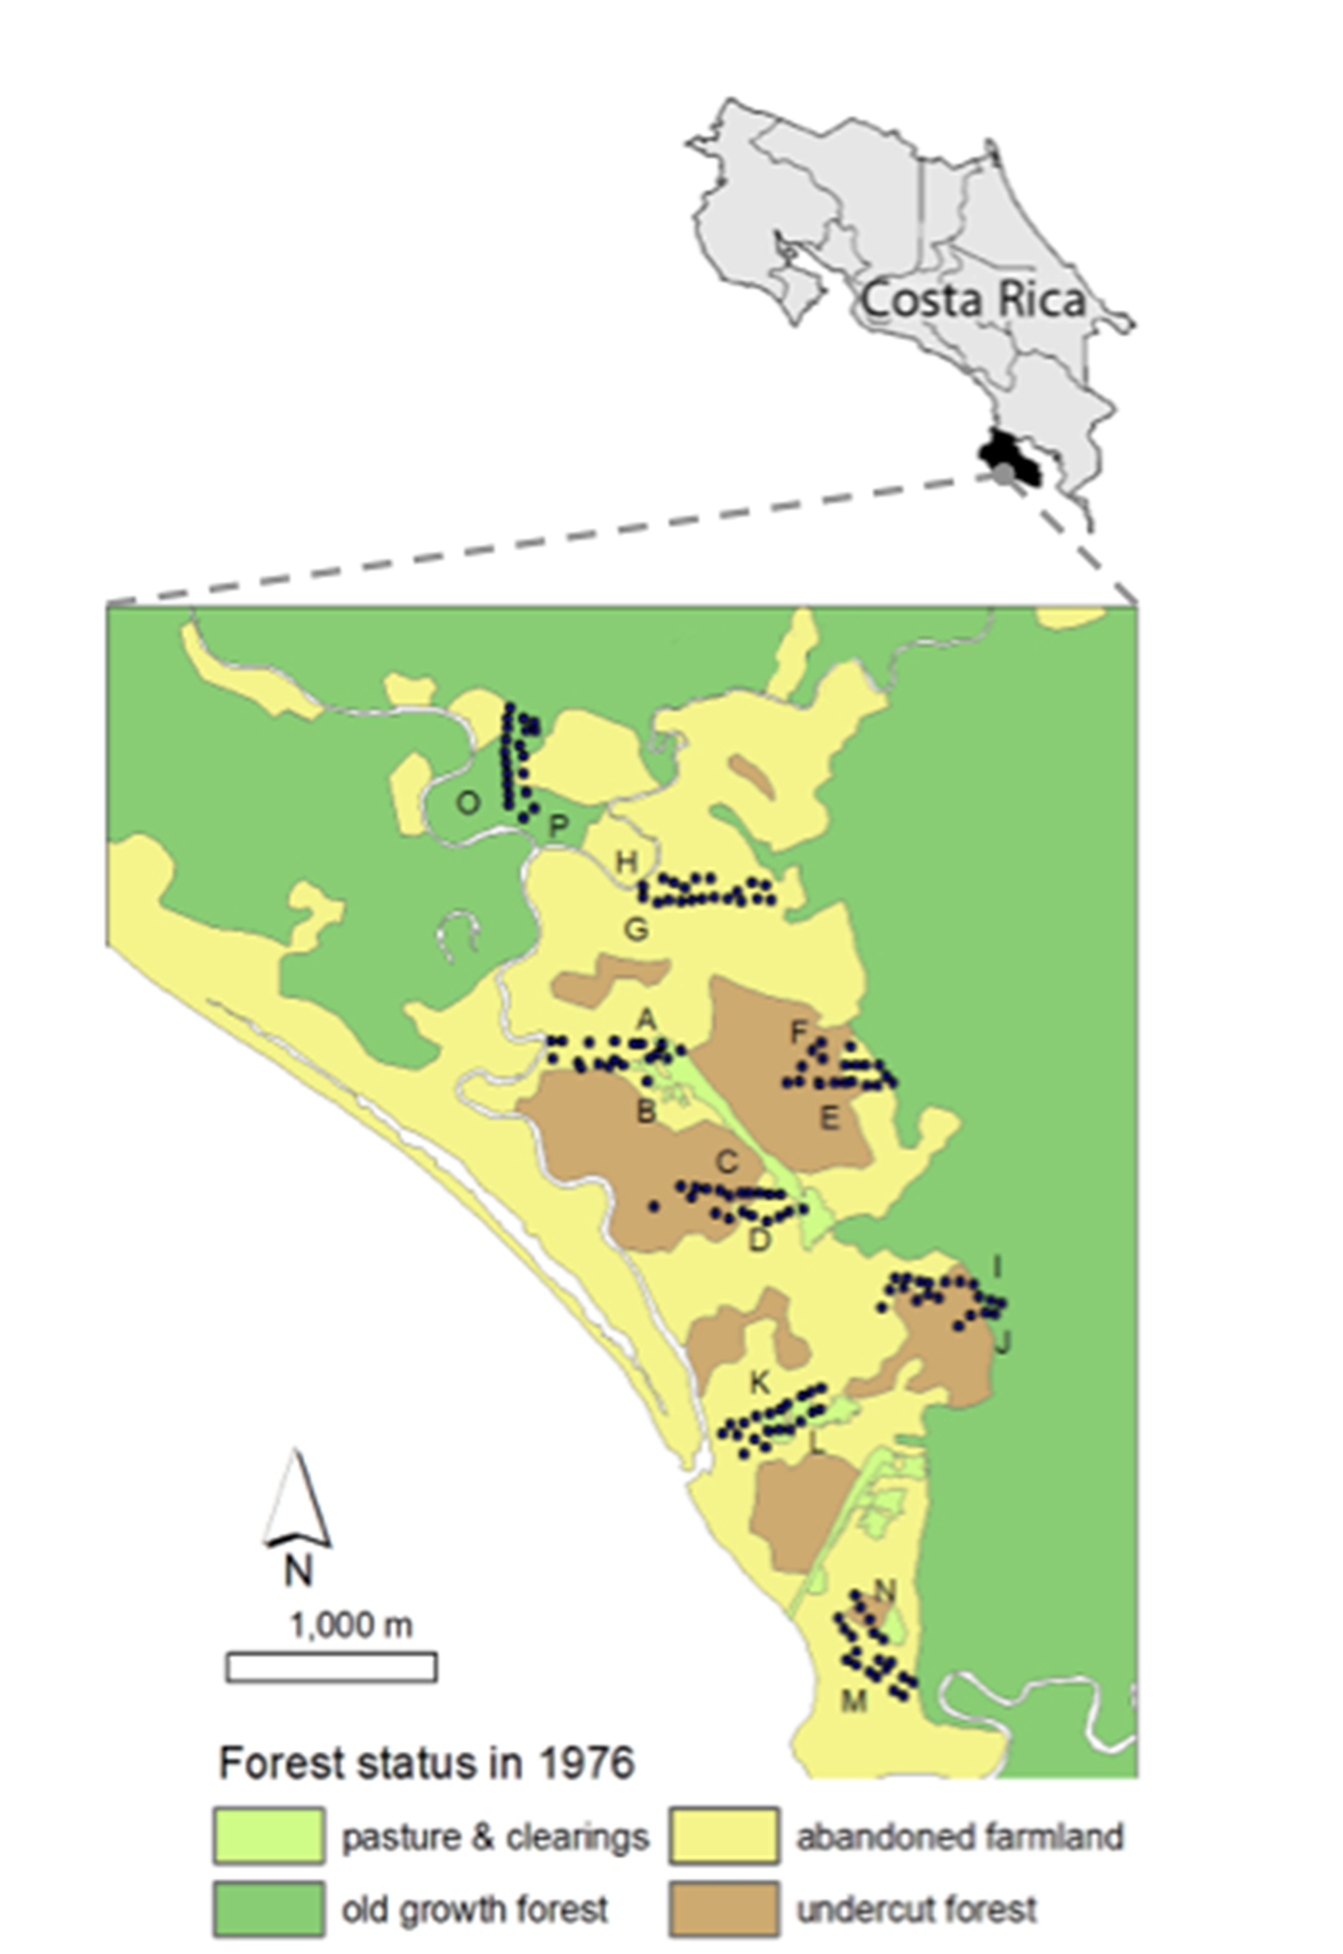 Costa Rica
O
P
H
G
A
F
B
E
C
D
I
J
K
L
N
M
N
1,000 m
Forest status in 1976
pasture & clearings
abandoned farmland
old growth forest
undercut forest